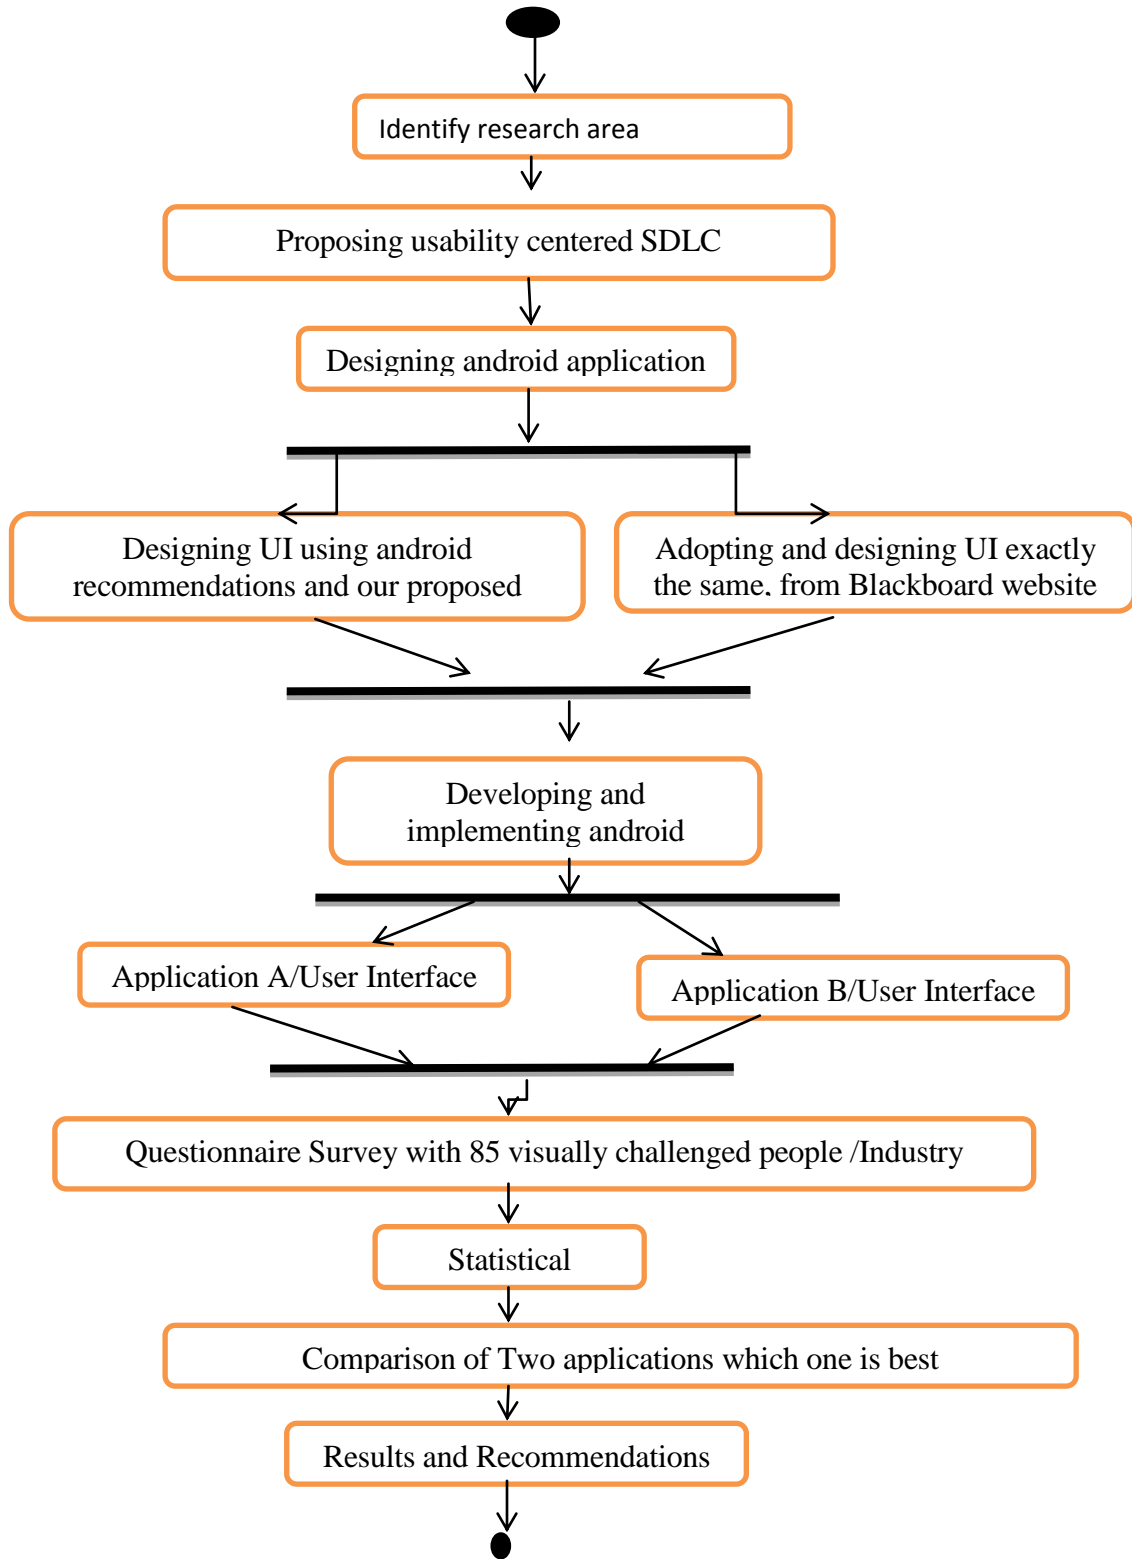 Identify research area
Proposing usability centered SDLC
Designing android application
Designing UI using android
recommendations and our proposed
Adopting and designing UI exactly
the same, from Blackboard website
Developing and
implementing android
Application A/User Interface
Application B/User Interface
Questionnaire Survey with 85 visually challenged people /Industry
Statistical
Comparison of Two applications which one is best
Results and Recommendations